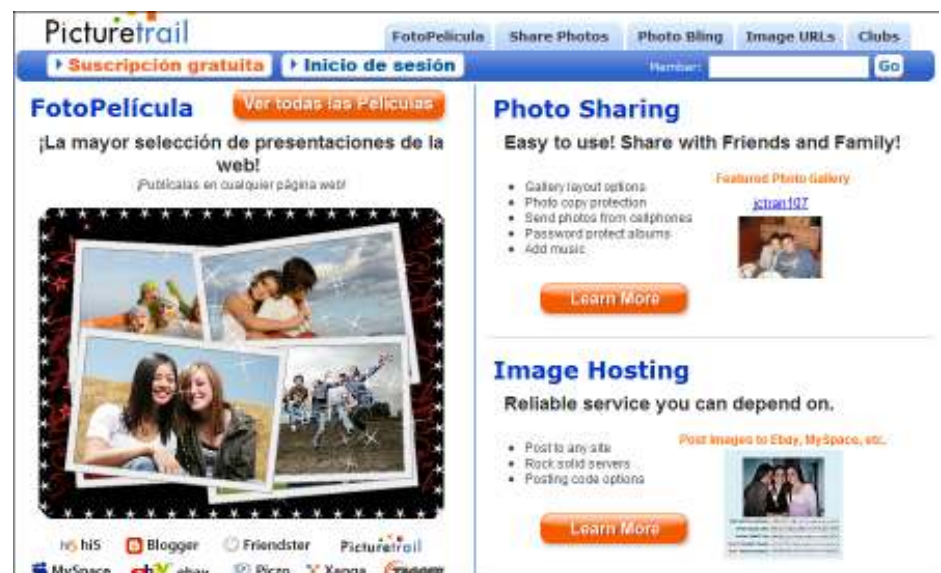 Picturetrail
FotoPelicula Share Photos Photo Bling Image URLs Clubs
Suscripción gratuita Inicio de sesión
Member: Go
FotoPelícula Ver todas las Películas
¡La mayor selección de presentaciones de la
web!
¡Publícalas en cualquier página web!
hi5 hi5 Blogger Friendster Picturetrail
MySpace ebay Piczo Xanga TAGGED
Photo Sharing
Easy to use! Share with Friends and Family!
Gallery layout options
Photo copy protection
Send photos from cellphones
Password protect albums
Add music
Featured Photo Gallery
jctran107
Learn More
Image Hosting
Reliable service you can depend on.
Post to any site
Rock solid servers
Posting code options
Post Images to Ebay, MySpace, etc.
Learn More